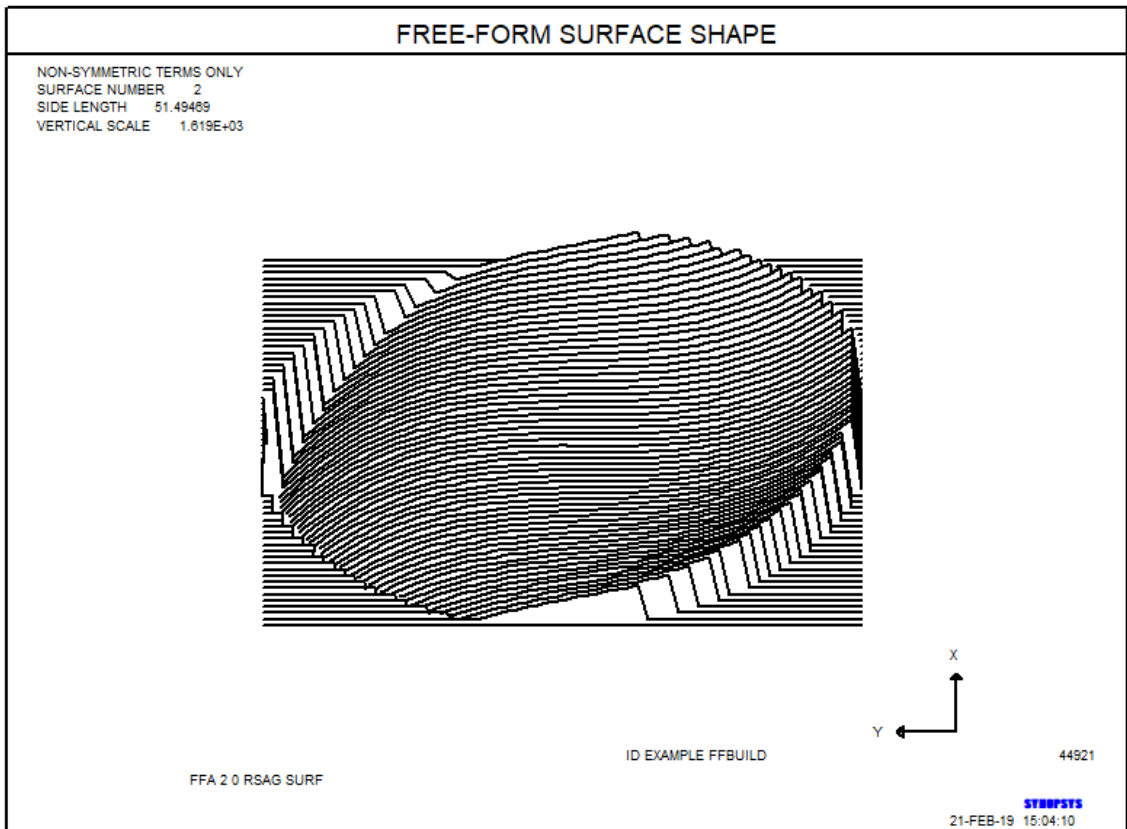 FREE-FORM SURFACE SHAPE
NON-SYMMETRIC TERMS ONLY
SURFACE NUMBER 2
SIDE LENGTH 51.49469
VERTICAL SCALE 1.619E+03
X
Y
ID EXAMPLE FFBUILD 44921
FFA 2 0 RSAG SURF
SYNOPSYS
21-FEB-19 15:04:10